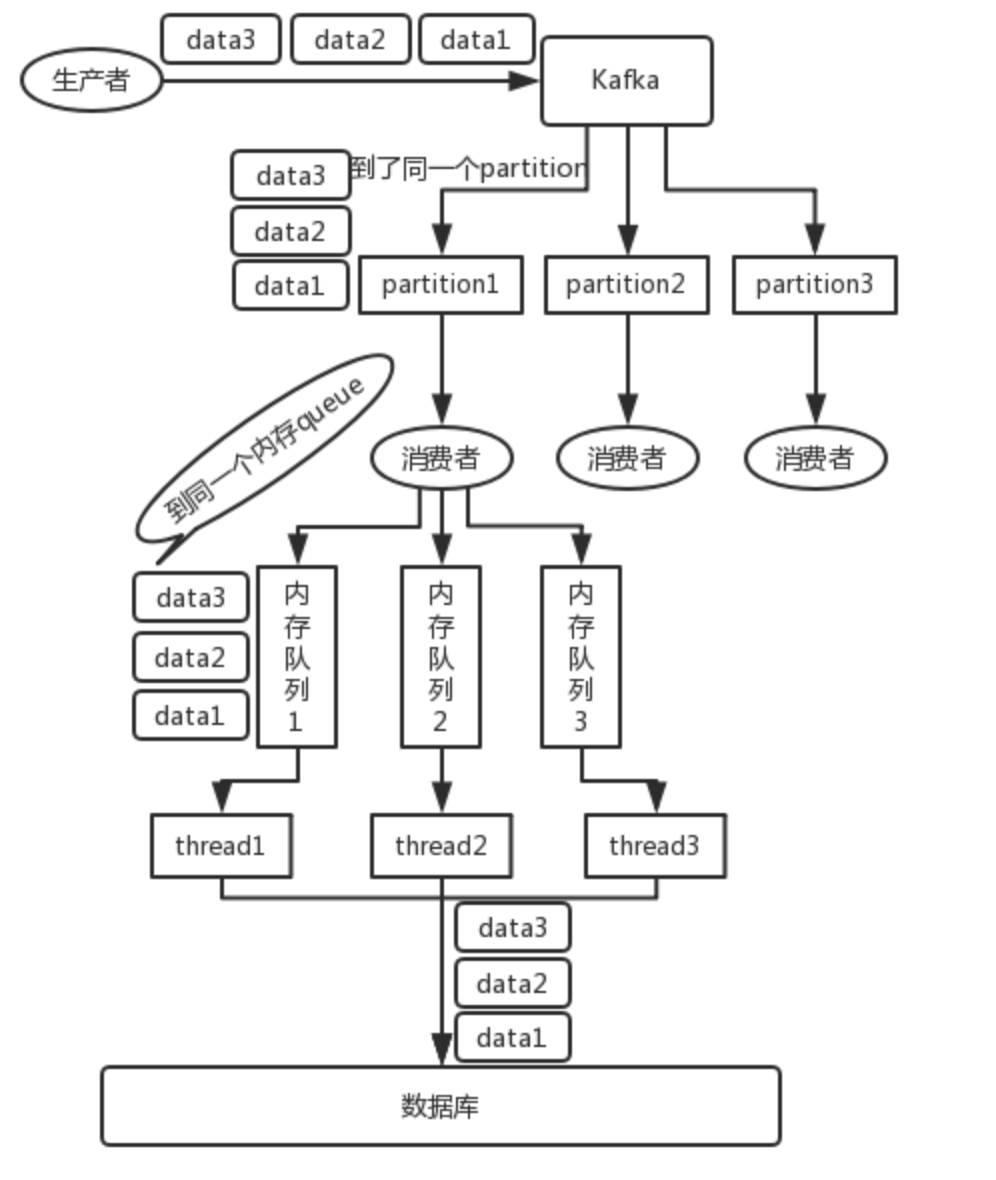 data3 data2 data1
生产者
Kafka
到了同一个partition
data3
data2
data1
partition1 partition2 partition3
到同一个内存queue
消费者 消费者 消费者
data3
data2
data1
内存队列1
内存队列2
内存队列3
thread1 thread2 thread3
data3
data2
data1
数据库